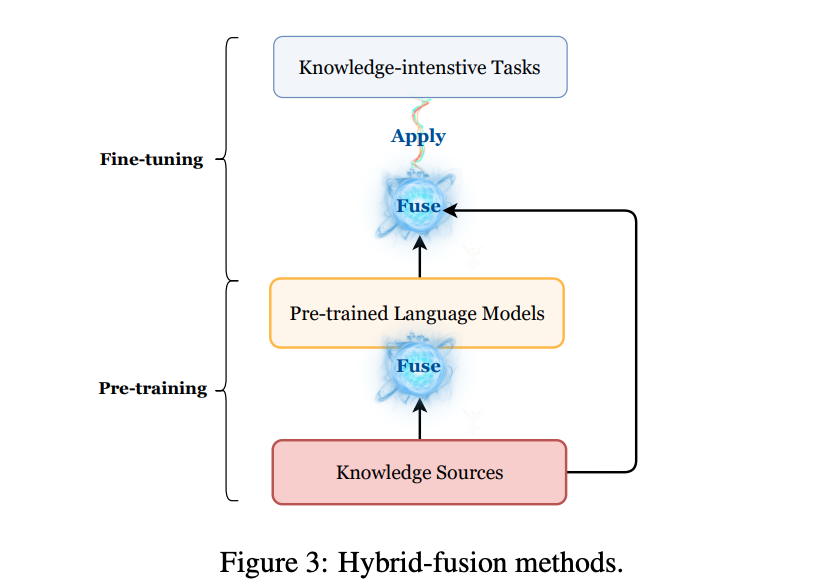 Knowledge-intenstive Tasks
Apply
Fine-tuning
Fuse
Pre-trained Language Models
Fuse
Pre-training
Knowledge Sources
Figure 3: Hybrid-fusion methods.